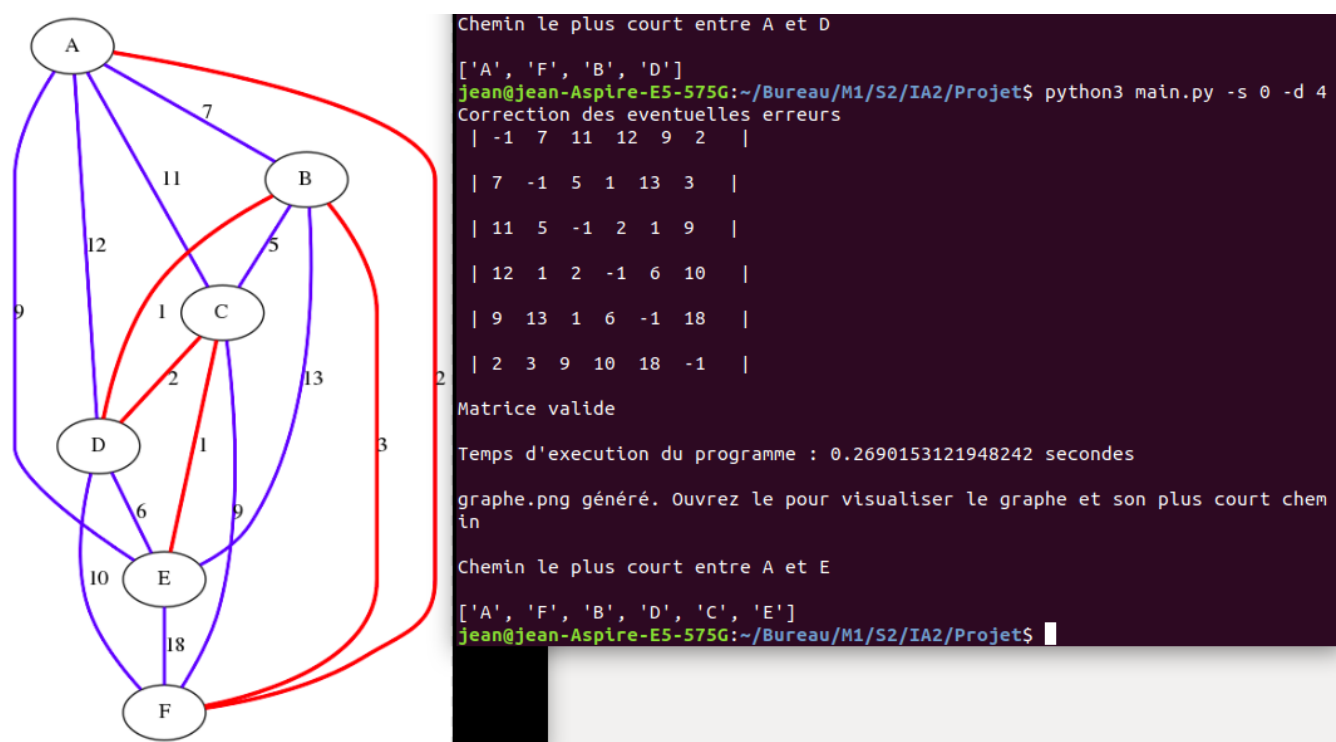 A
7
B
11
12
5
9
1
C
2
13
2
D
1
3
6
9
10
E
18
F
Chemin le plus court entre A et D
['A', 'F', 'B', 'D']
jean@jean-Aspire-E5-575G:~/Bureau/M1/S2/IA2/Projet$ python3 main.py -s 0 -d 4
Correction des eventuelles erreurs
| -1 7 11 12 9 2 |
| 7 -1 5 1 13 3 |
| 11 5 -1 2 1 9 |
| 12 1 2 -1 6 10 |
| 9 13 1 6 -1 18 |
| 2 3 9 10 18 -1 |
Matrice valide
Temps d'execution du programme : 0.2690153121948242 secondes
graphe.png généré. Ouvrez le pour visualiser le graphe et son plus court chem
in
Chemin le plus court entre A et E
['A', 'F', 'B', 'D', 'C', 'E']
jean@jean-Aspire-E5-575G:~/Bureau/M1/S2/IA2/Projet$